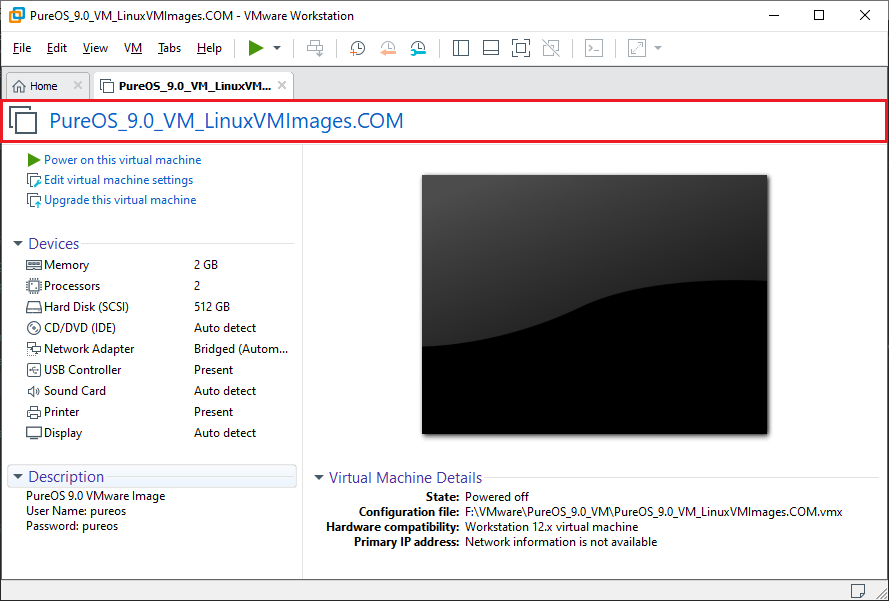 PureOS_9.0_VM_LinuxVMImages.COM - VMware Workstation
File Edit View VM Tabs Help
Home
PureOS_9.0_VM_LinuxVM...
PureOS_9.0_VM_LinuxVMImages.COM
Power on this virtual machine
Edit virtual machine settings
Upgrade this virtual machine
Devices
Memory 2 GB
Processors 2
Hard Disk (SCSI) 512 GB
CD/DVD (IDE) Auto detect
Network Adapter Bridged (Autom...
USB Controller Present
Sound Card Auto detect
Printer Present
Display Auto detect
Description
PureOS 9.0 VMware Image
User Name: pureos
Password: pureos
Virtual Machine Details
State: Powered off
Configuration file: F:\VMware\PureOS_9.0_VM\PureOS_9.0_VM_LinuxVMImages.COM.vmx
Hardware compatibility: Workstation 12.x virtual machine
Primary IP address: Network information is not available